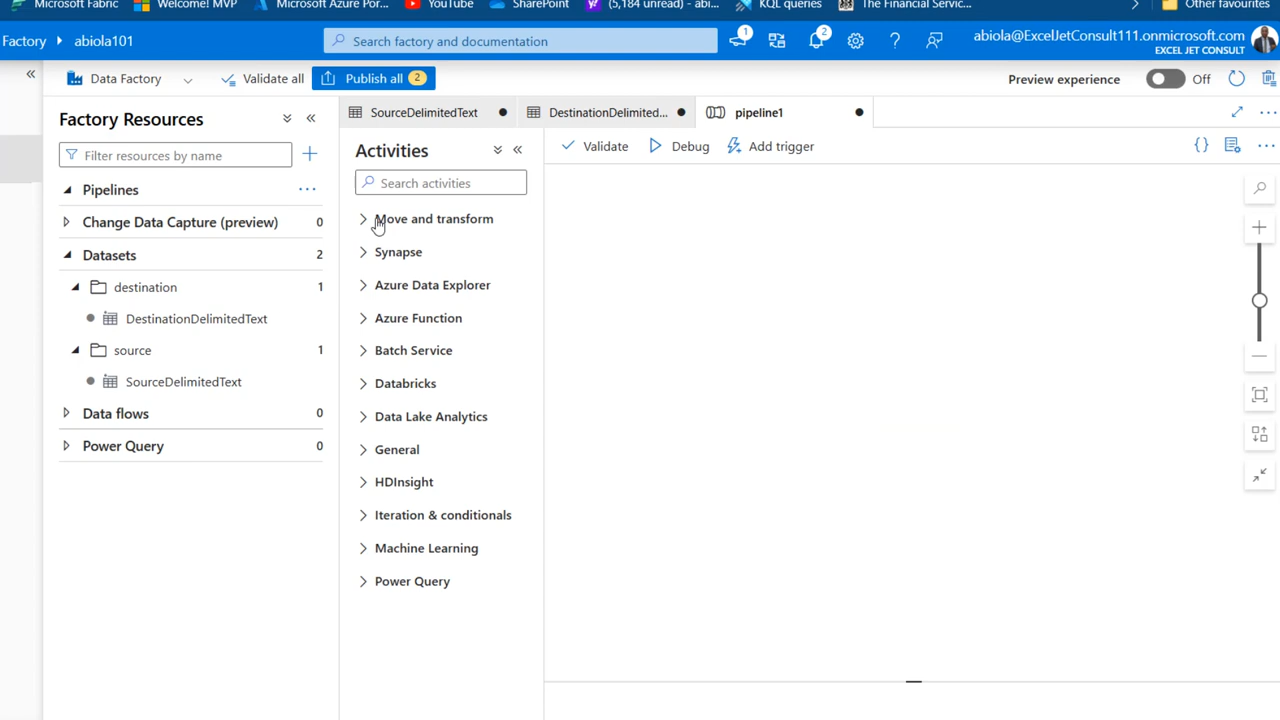 Microsoft Fabric
Welcome! MVP
Microsoft Azure Por...
YouTube
SharePoint
(5,184 unread) - abi...
KQL queries
The Financial Servic...
Other favourites
Factory
abiola101
Search factory and documentation
1
2
abiola@ExcelJetConsult111.onmicrosoft.com
EXCEL JET CONSULT
Data Factory
Validate all
Publish all 2
Preview experience
Off
Factory Resources
SourceDelimitedText
DestinationDelimited...
pipeline1
Filter resources by name
Activities
Validate
Debug
Add trigger
Search activities
Pipelines
Change Data Capture (preview) 0
Datasets 2
destination 1
DestinationDelimitedText
source 1
SourceDelimitedText
Data flows 0
Power Query 0
Move and transform
Synapse
Azure Data Explorer
Azure Function
Batch Service
Databricks
Data Lake Analytics
General
HDInsight
Iteration & conditionals
Machine Learning
Power Query